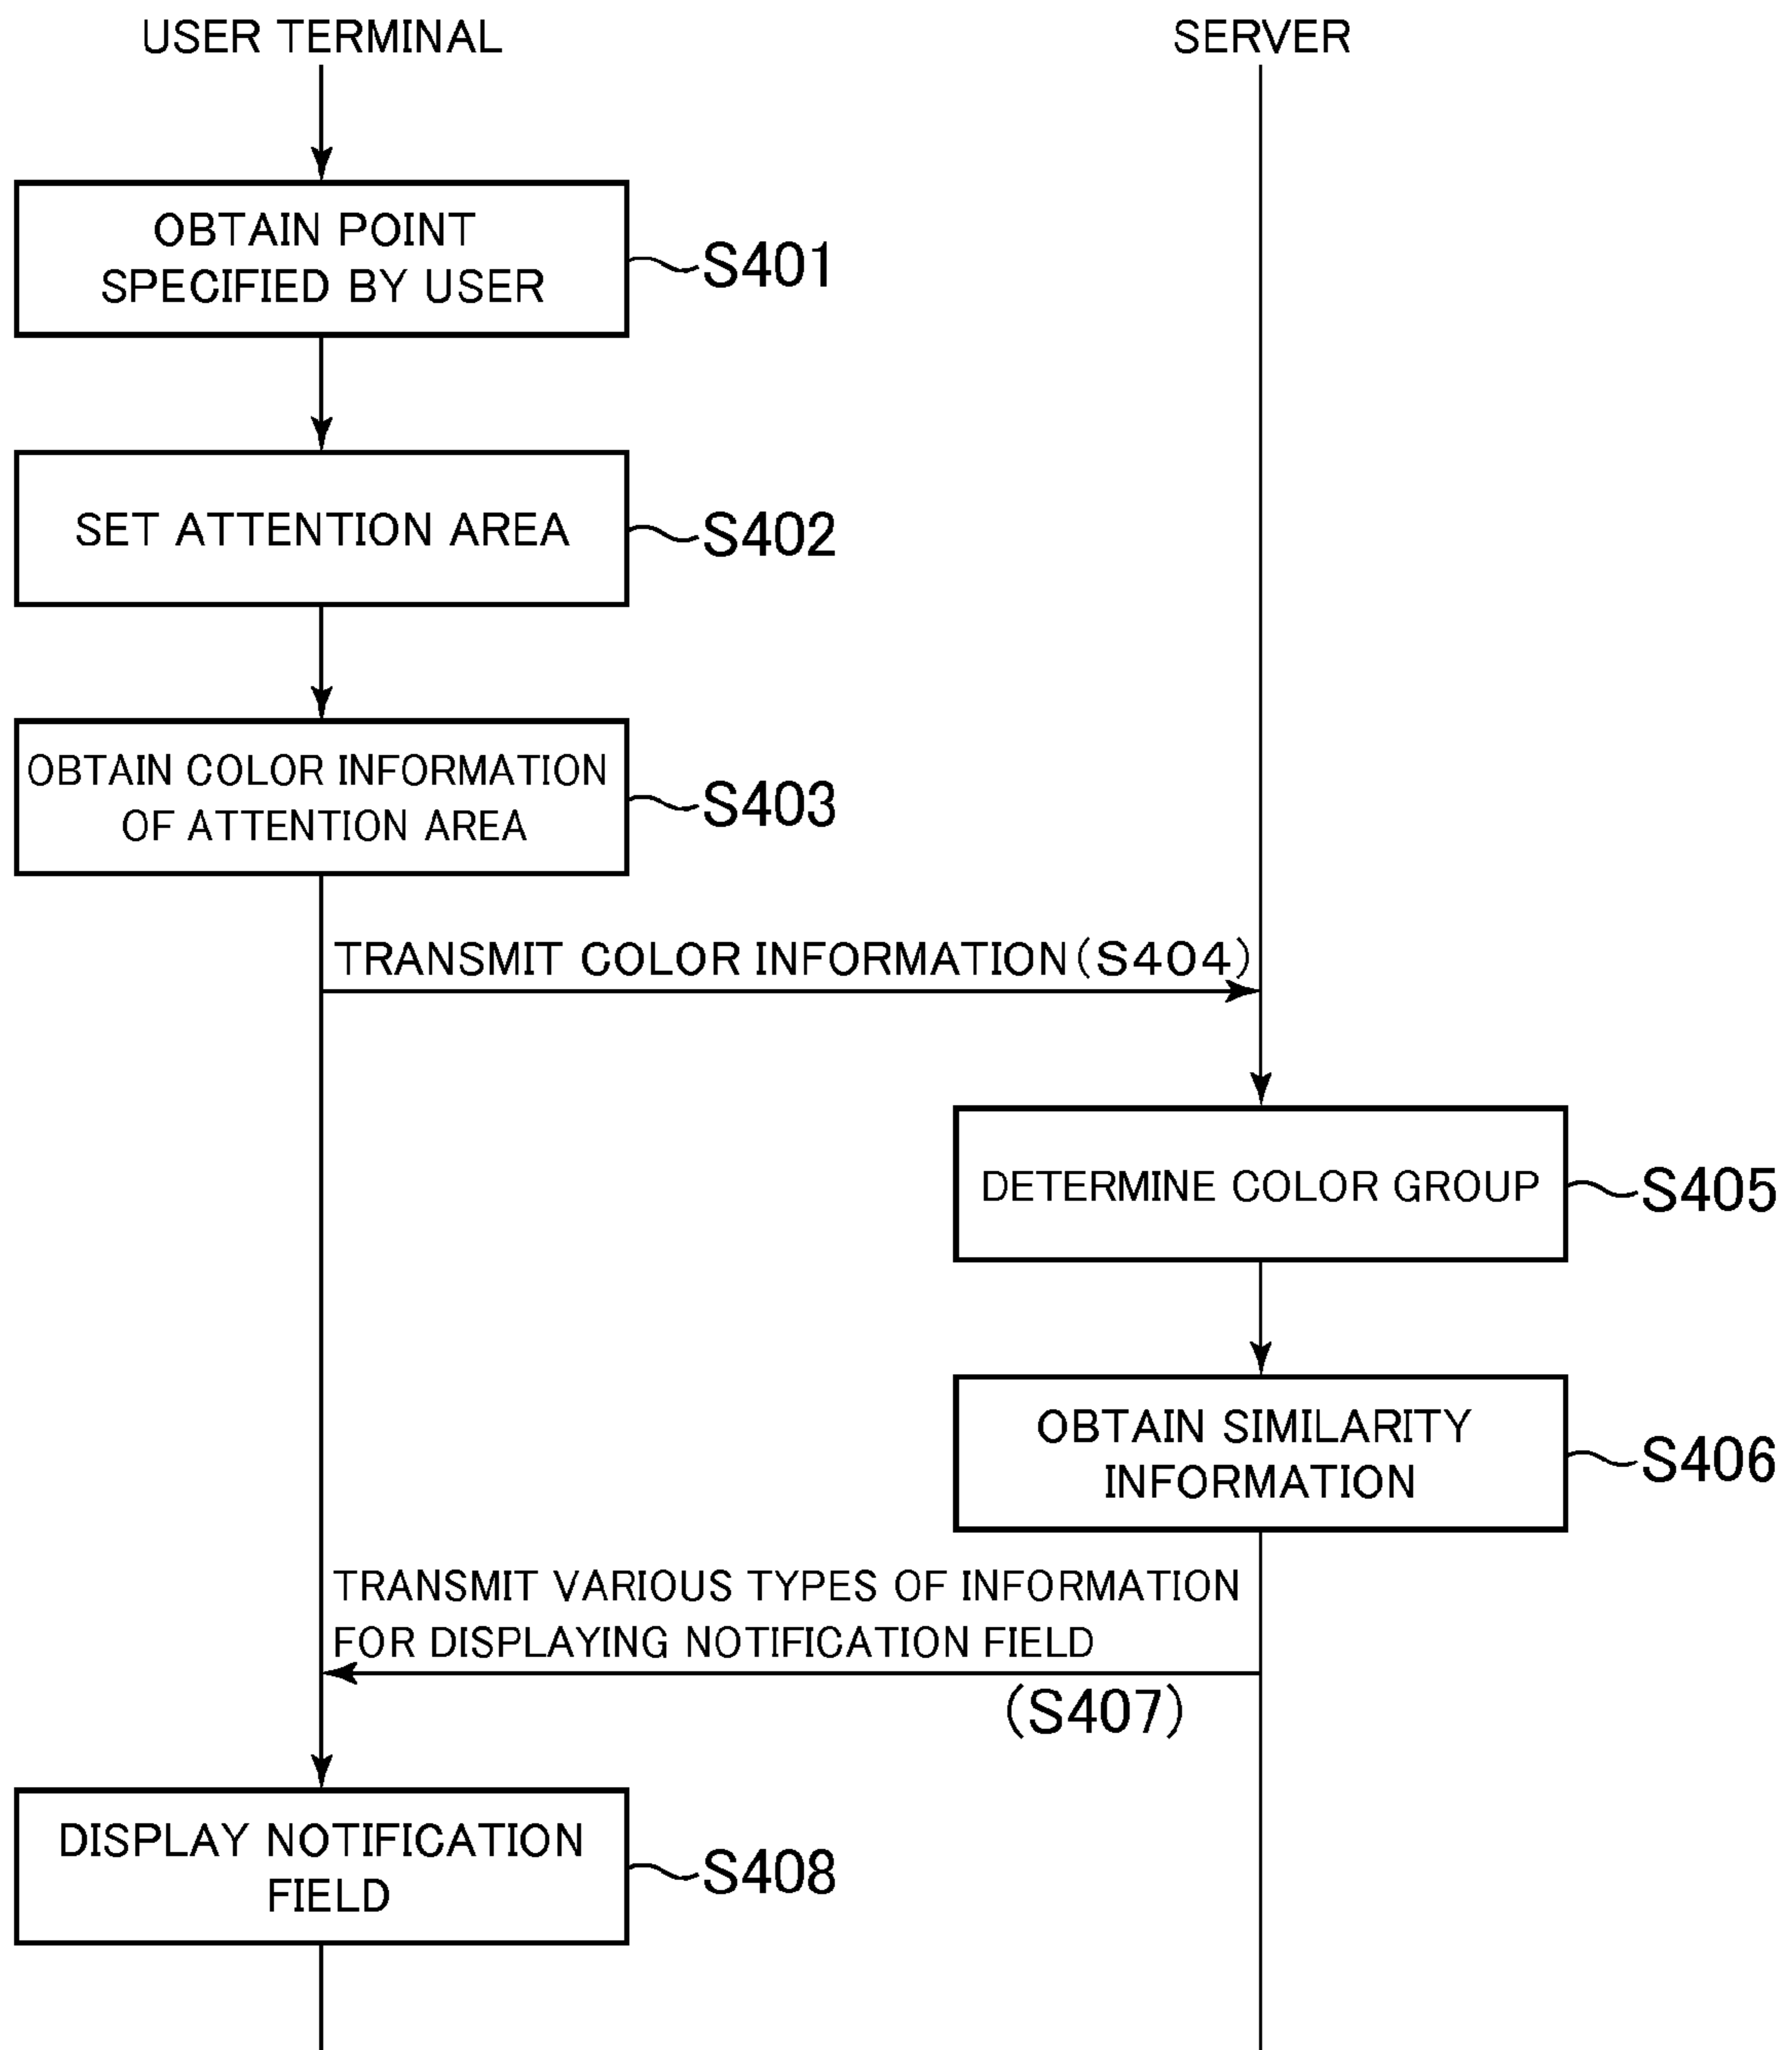 USER TERMINAL
SERVER
OBTAIN POINT
SPECIFIED BY USER
S401
SET ATTENTION AREA
S402
OBTAIN COLOR INFORMATION
OF ATTENTION AREA
S403
TRANSMIT COLOR INFORMATION(S404)
DETERMINE COLOR GROUP
S405
OBTAIN SIMILARITY
INFORMATION
S406
TRANSMIT VARIOUS TYPES OF INFORMATION
FOR DISPLAYING NOTIFICATION FIELD
(S407)
DISPLAY NOTIFICATION
FIELD
S408